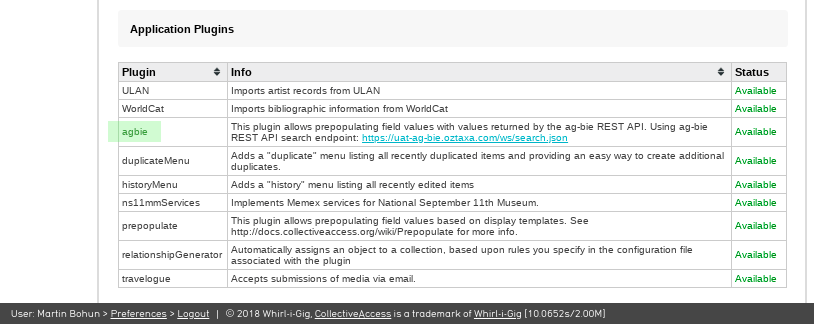 Application Plugins
Plugin Info Status
ULAN Imports artist records from ULAN Available
WorldCat Imports bibliographic information from WorldCat Available
agbie This plugin allows prepopulating field values with values returned by the ag-bie REST API. Using ag-bie Available
REST API search endpoint: https://uat-ag-bie.oztaxa.com/ws/search.json
duplicateMenu Adds a "duplicate" menu listing all recently duplicated items and providing an easy way to create additional Available
duplicates.
historyMenu Adds a "history" menu listing all recently edited items Available
ns11mmServices Implements Memex services for National September 11th Museum. Available
prepopulate This plugin allows prepopulating field values based on display templates. See Available
http://docs.collectiveaccess.org/wiki/Prepopulate for more info.
relationshipGenerator Automatically assigns an object to a collection, based upon rules you specify in the configuration file Available
associated with the plugin
travelogue Accepts submissions of media via email. Available
User: Martin Bohun > Preferences > Logout | © 2018 Whirl-i-Gig, CollectiveAccess is a trademark of Whirl-i-Gig [10.0652s/2.00M]